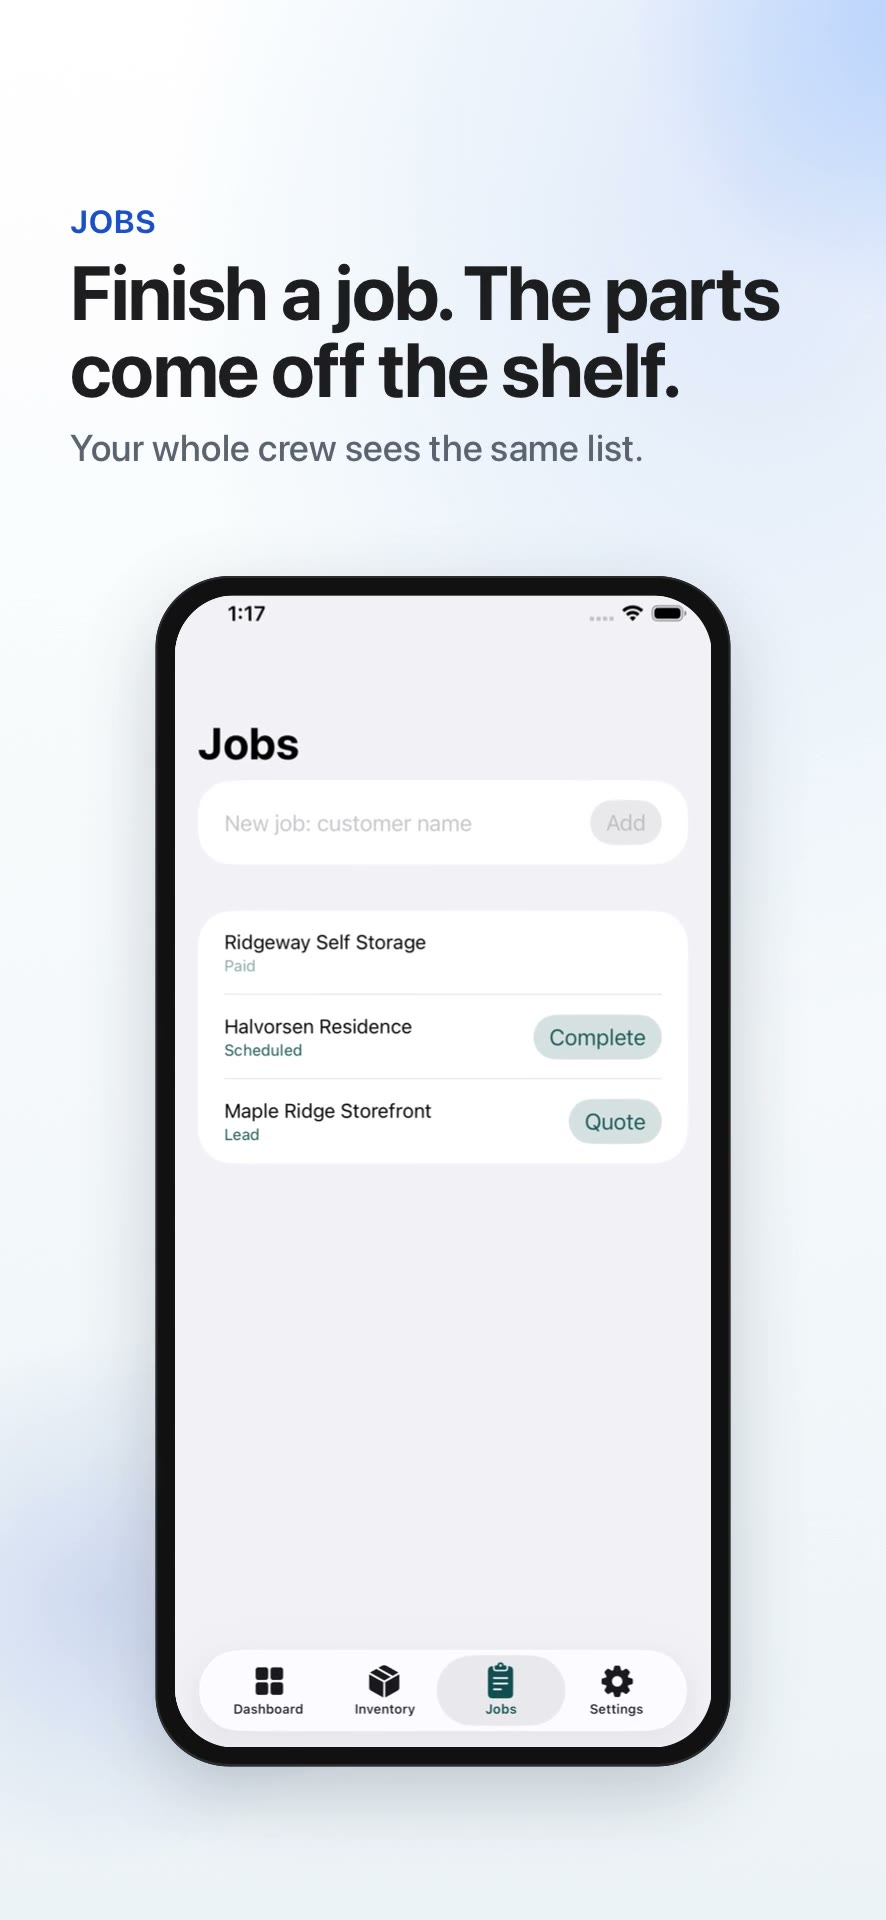 JOBS
Finish a job. The parts
come off the shelf.
Your whole crew sees the same list.
1:17
Jobs
New job: customer name
Add
Ridgeway Self Storage
Paid
Halvorsen Residence
Scheduled
Complete
Maple Ridge Storefront
Lead
Quote
Dashboard
Inventory
Jobs
Settings